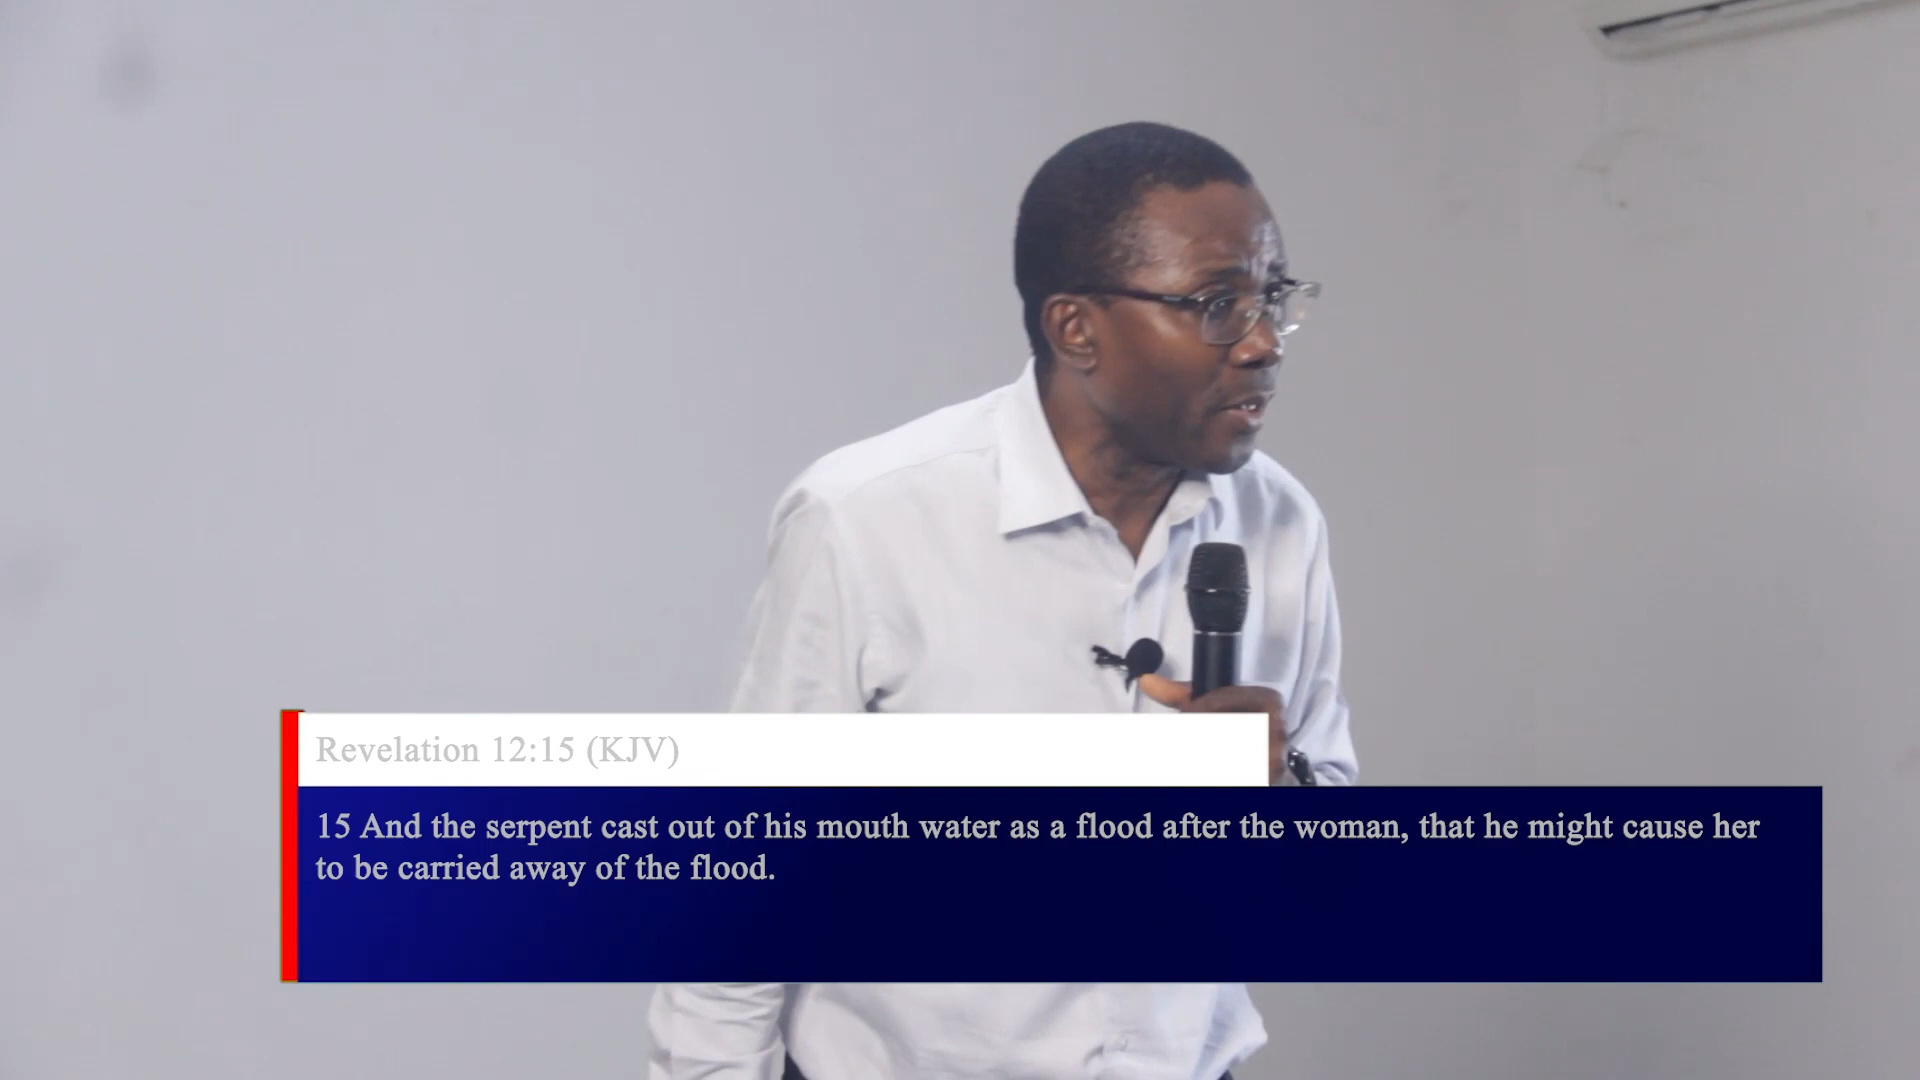 Revelation 12:15 (KJV)
15 And the serpent cast out of his mouth water as a flood after the woman, that he might cause her
to be carried away of the flood.